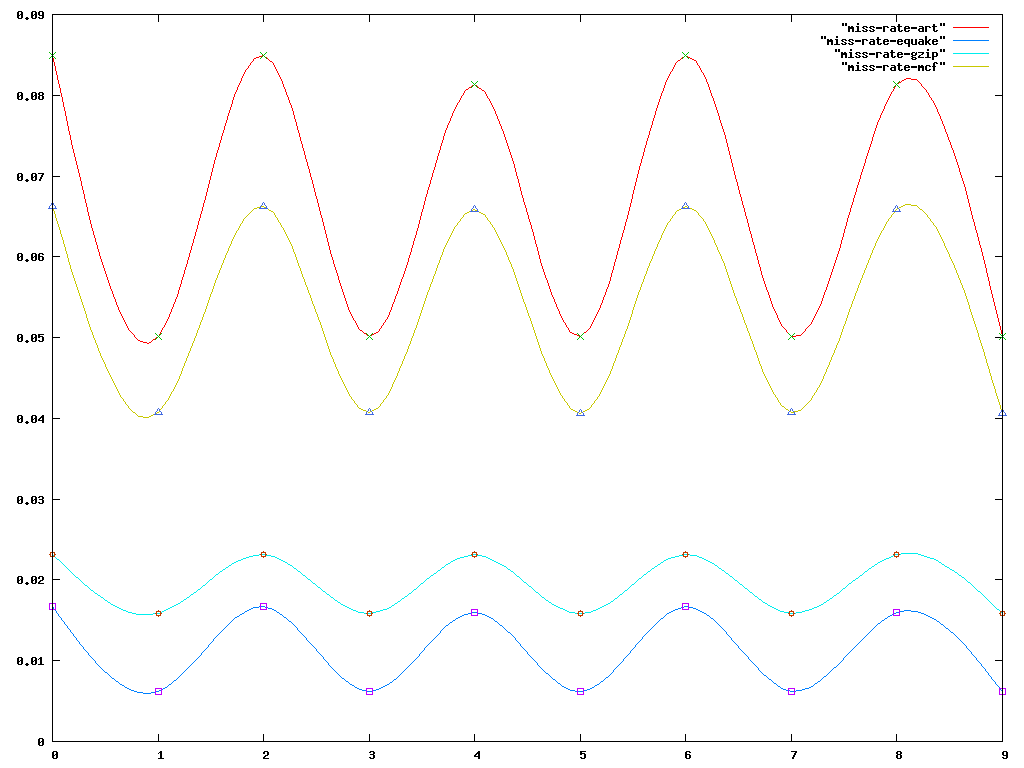 0.09
0.08
0.07
0.06
0.05
0.04
0.03
0.02
0.01
0
"miss-rate-art"
"miss-rate-equake"
"miss-rate-gzip"
"miss-rate-mcf"
0 1 2 3 4 5 6 7 8 9